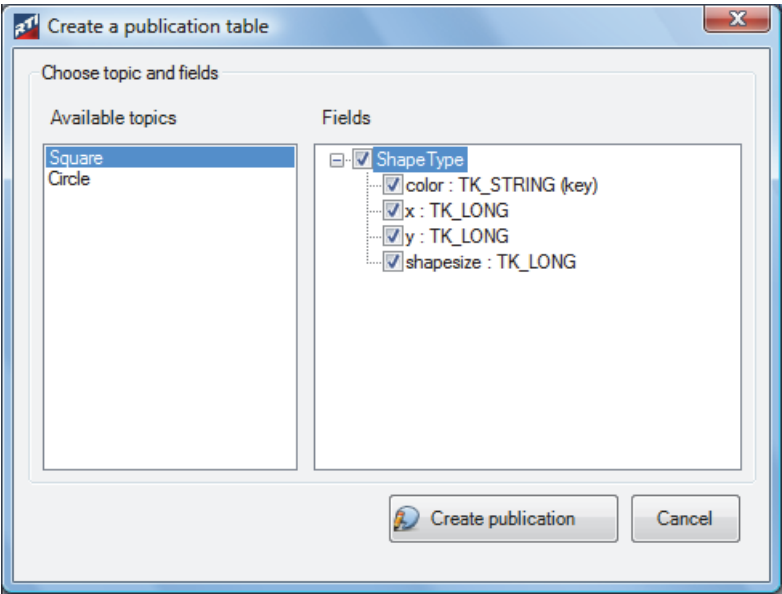 RTI Create a publication table
Choose topic and fields
Available topics
Fields
Square
Circle
ShapeType
color : TK_STRING (key)
x : TK_LONG
y : TK_LONG
shapesize : TK_LONG
Create publication
Cancel